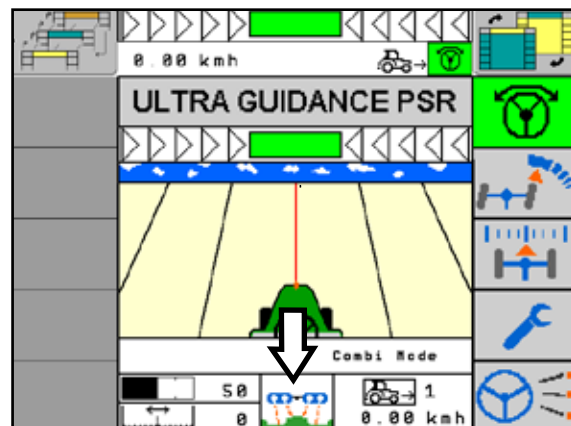 0.00 kmh
ULTRA GUIDANCE PSR
Combi Mode
50
1
0
0.00 kmh